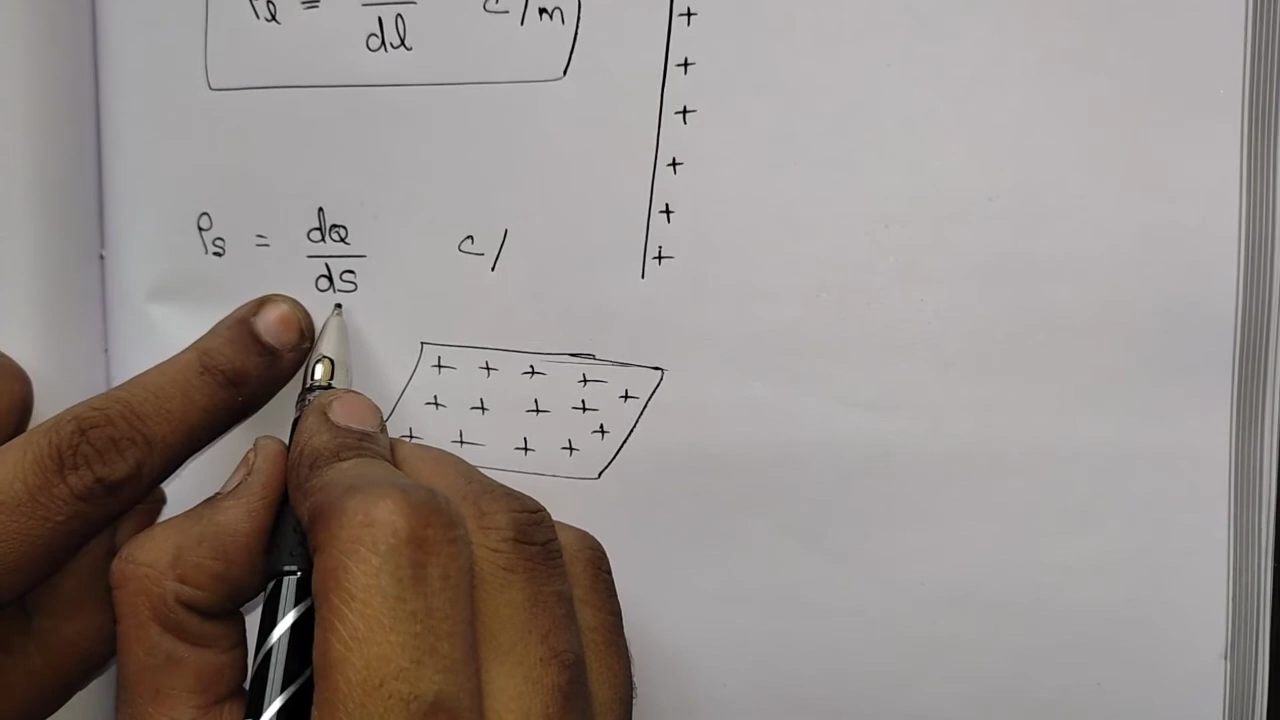 ρl = dl C/m
ρs = dQ/ds C/
+
+
+
+
+
+
+ + + +
+ + + + +
+ + + + +